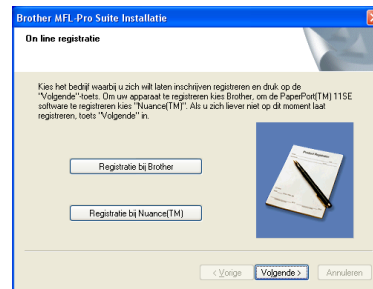 Brother MFL-Pro Suite Installatie
On line registratie
Kies het bedrijf waarbij u zich wilt laten inschrijven registreren en druk op de
"Volgende"-toets. Om uw apparaat te registreren kies Brother, om de PaperPort(TM) 11SE
software te registreren kies "Nuance(TM)". Als u zich liever niet op dit moment laat
registreren, toets "Volgende" in.
Registratie bij Brother
Registratie bij Nuance(TM)
< Vorige
Volgende >
Annuleren